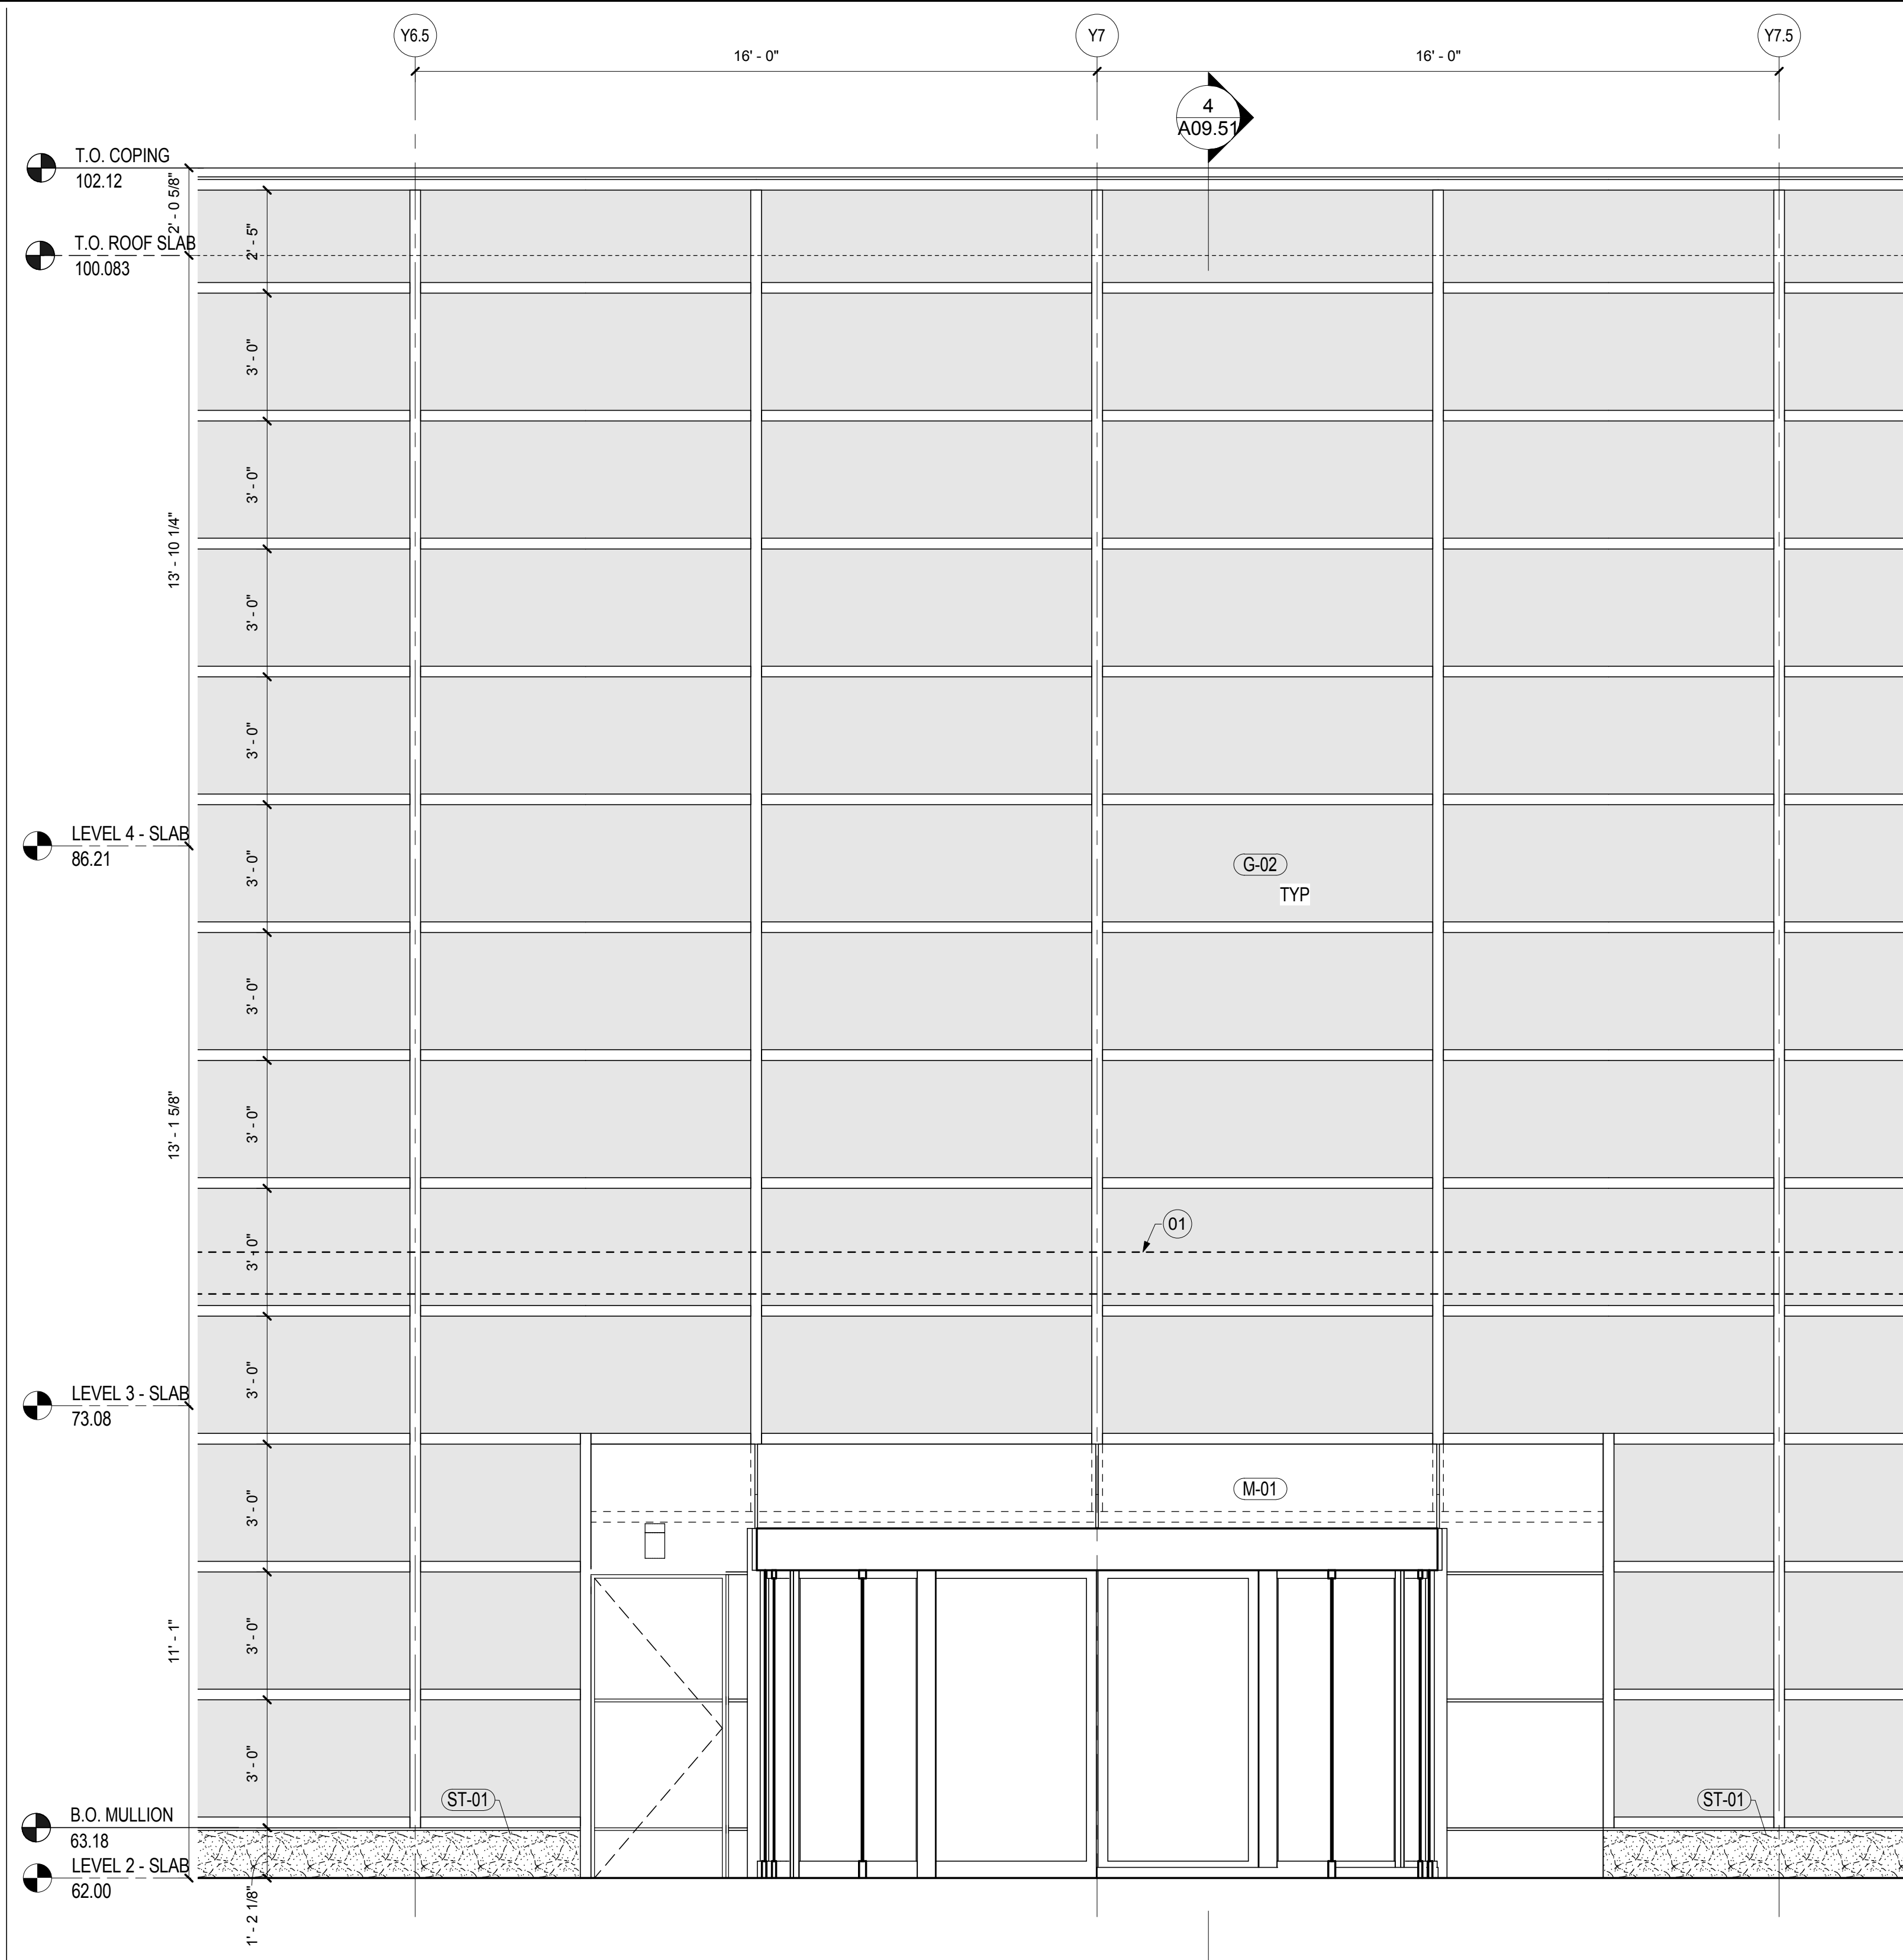 Y6.5
Y7
Y7.5
16' - 0"
16' - 0"
4
A09.51
T.O. COPING
102.12
2' - 0 5/8"
T.O. ROOF SLAB
100.083
2' - 5"
3' - 0"
3' - 0"
13' - 10 1/4"
3' - 0"
3' - 0"
LEVEL 4 - SLAB
86.21
3' - 0"
G-02
TYP
3' - 0"
13' - 1 5/8"
3' - 0"
01
3' - 0"
LEVEL 3 - SLAB
73.08
3' - 0"
M-01
3' - 0"
11' - 1"
3' - 0"
3' - 0"
ST-01
ST-01
B.O. MULLION
63.18
LEVEL 2 - SLAB
62.00
1' - 2 1/8"